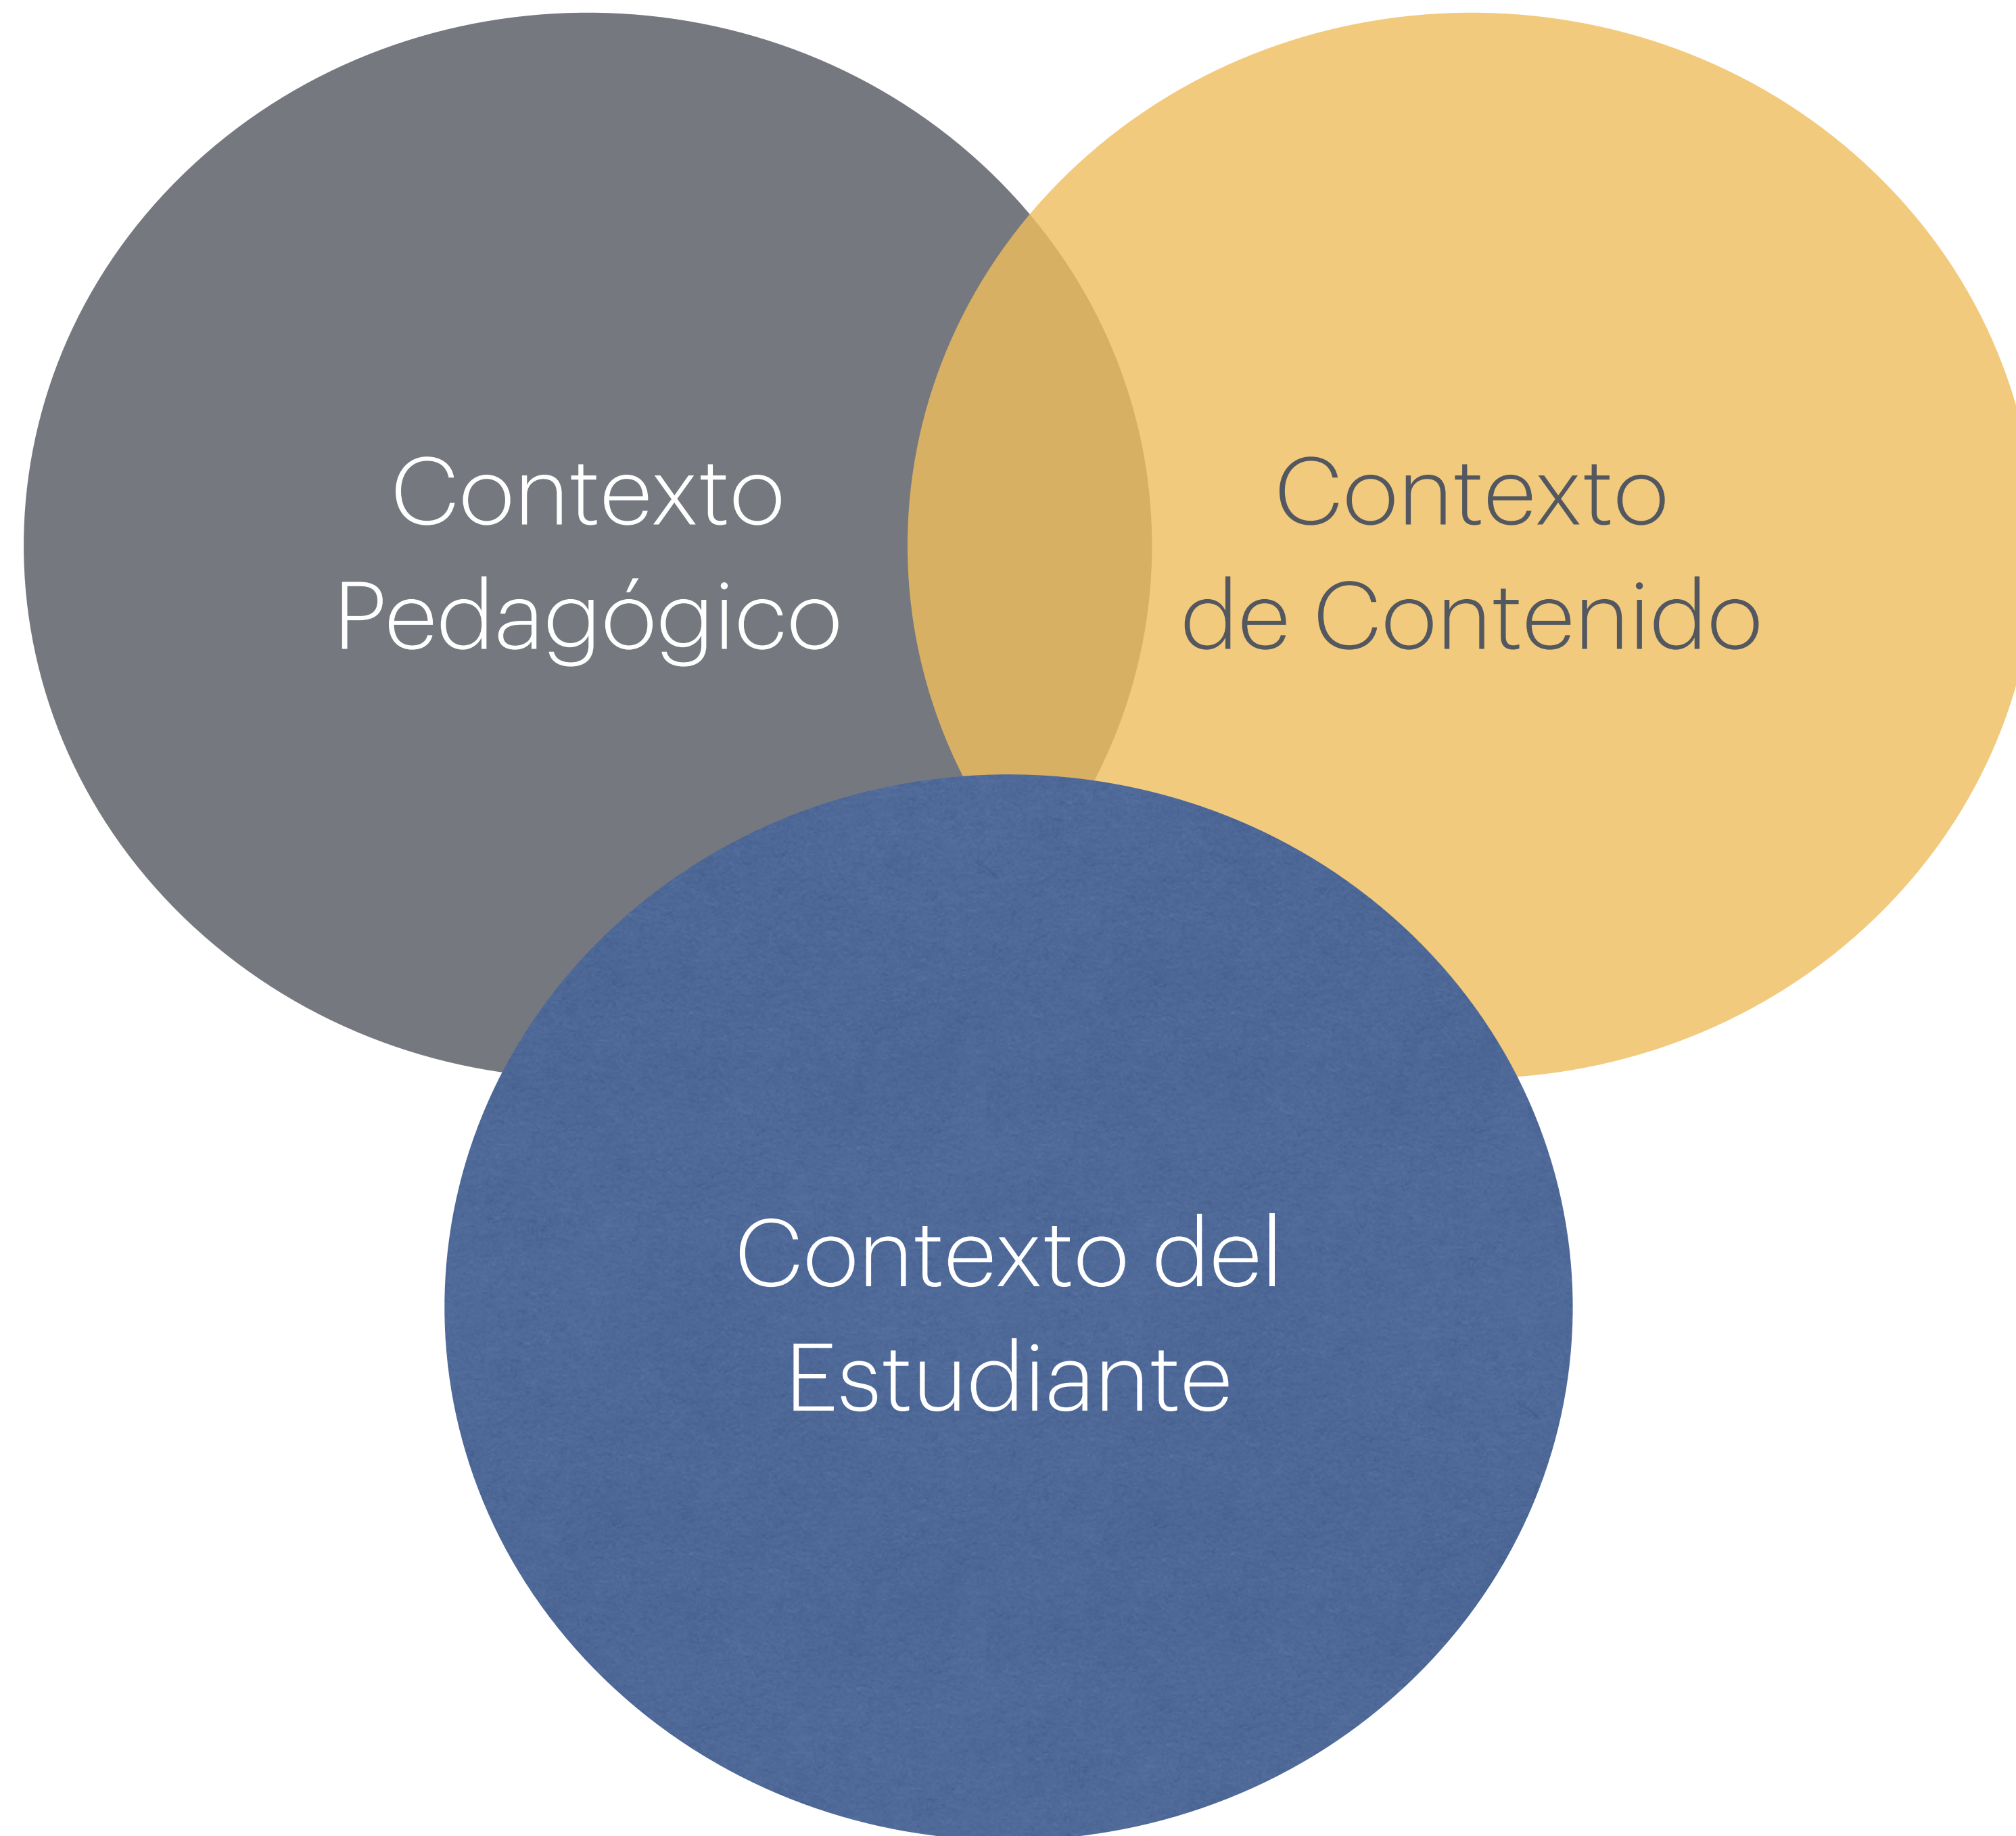 Contexto
Pedagógico
Contexto
de Contenido
Contexto del
Estudiante